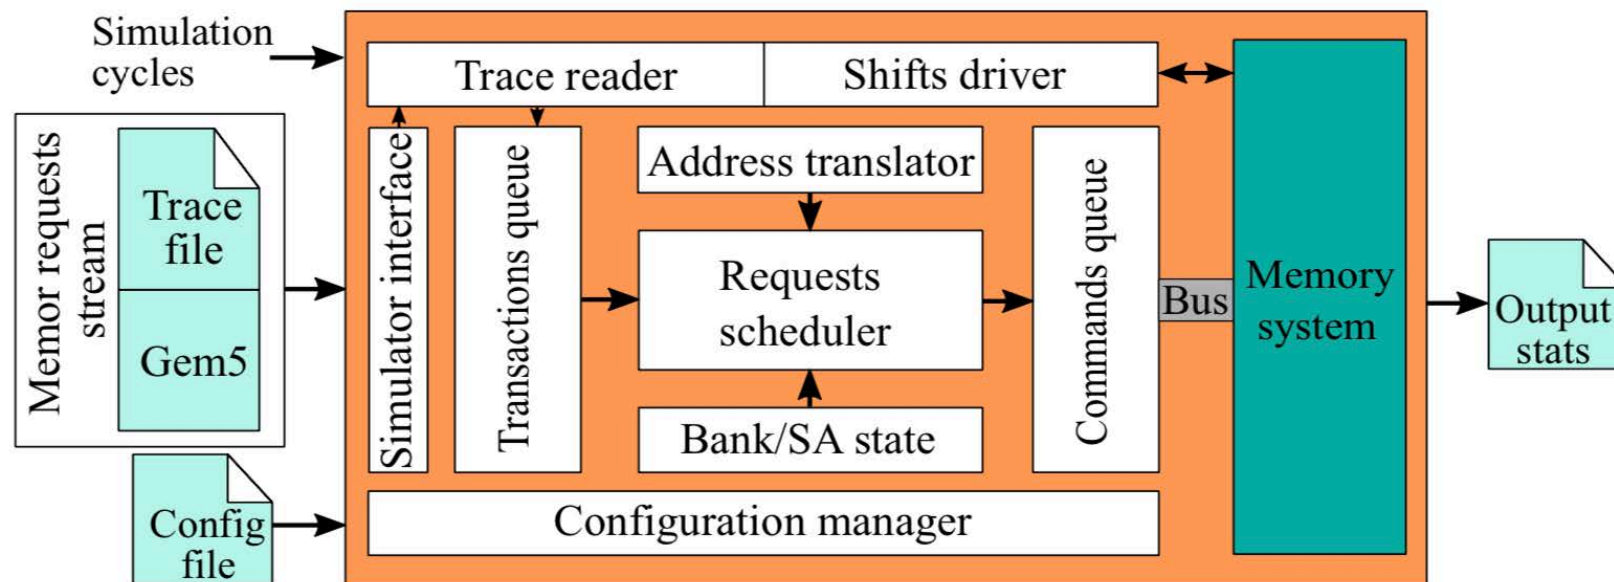 Simulation
cycles
Trace reader
Shifts driver
Memor requests
stream
Trace
file
Gem5
Simulator interface
Transactions queue
Address translator
Requests
scheduler
Bank/SA state
Commands queue
Bus
Memory
system
Output
stats
Config
file
Configuration manager